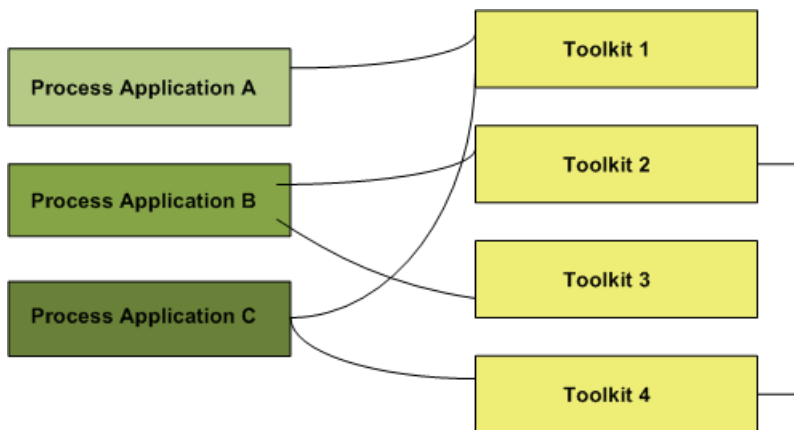 Process Application A
Process Application B
Process Application C
Toolkit 1
Toolkit 2
Toolkit 3
Toolkit 4